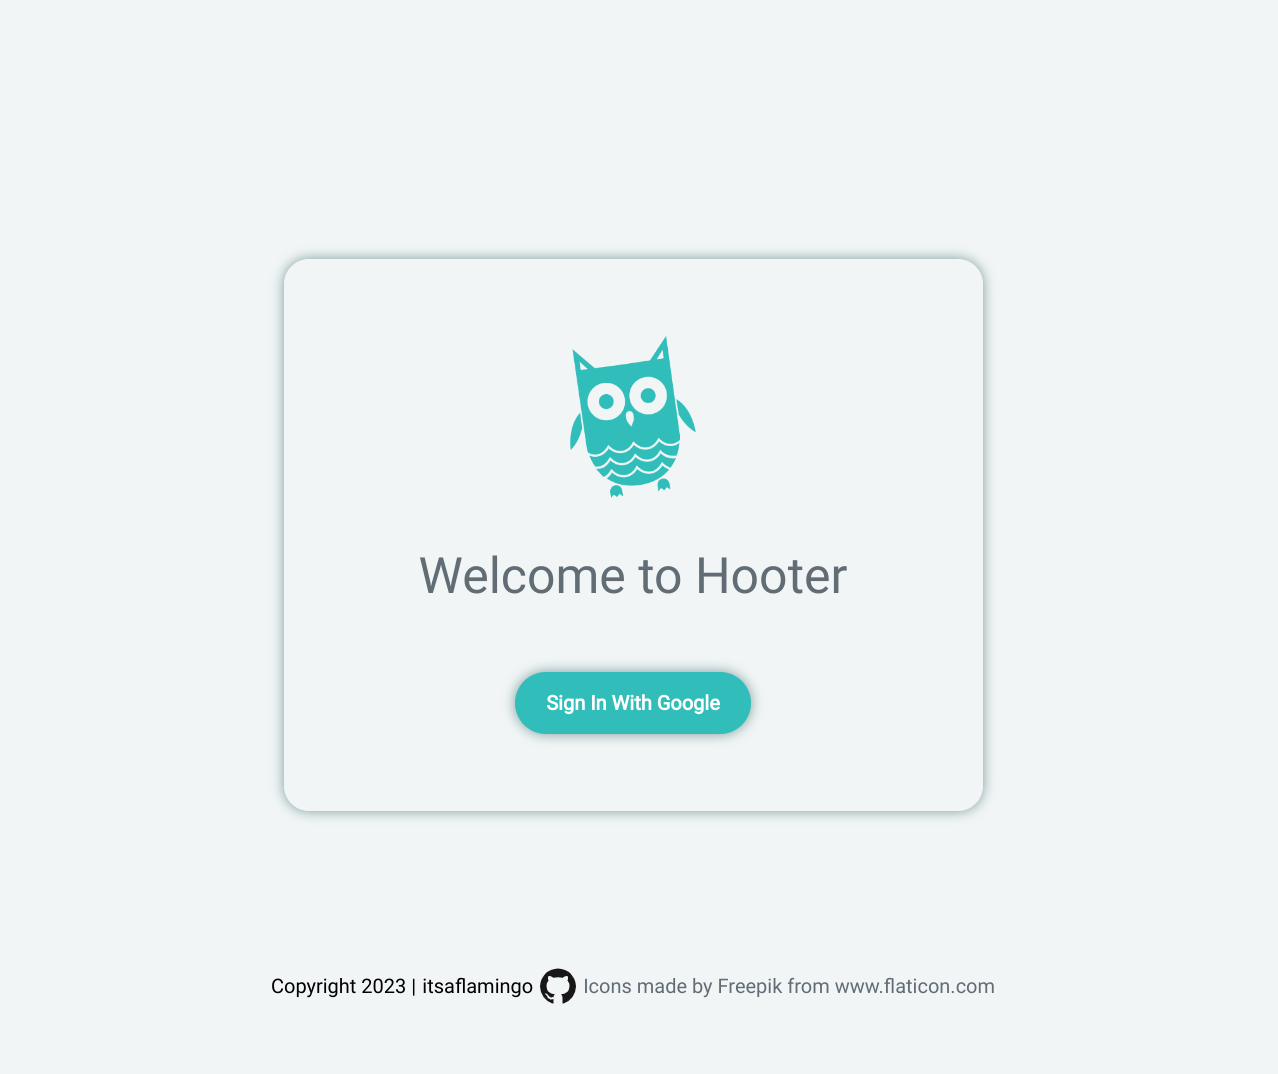 Welcome to Hooter
Sign In With Google
Copyright 2023 | itsaflamingo Icons made by Freepik from www.flaticon.com